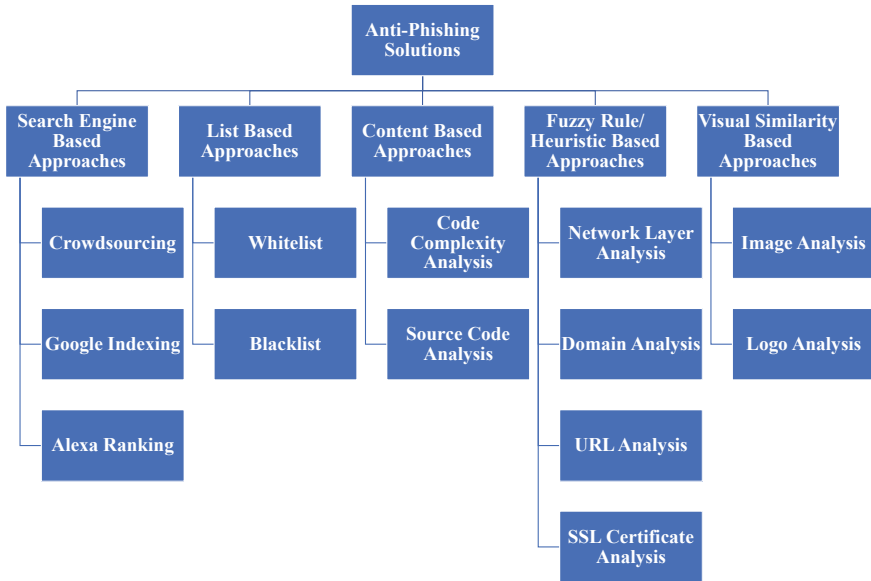 Anti-Phishing
Solutions
Search Engine
Based
Approaches
List Based
Approaches
Content Based
Approaches
Fuzzy Rule/
Heuristic Based
Approaches
Visual Similarity
Based
Approaches
Crowdsourcing
Google Indexing
Alexa Ranking
Whitelist
Blacklist
Code
Complexity
Analysis
Source Code
Analysis
Network Layer
Analysis
Domain Analysis
URL Analysis
SSL Certificate
Analysis
Image Analysis
Logo Analysis